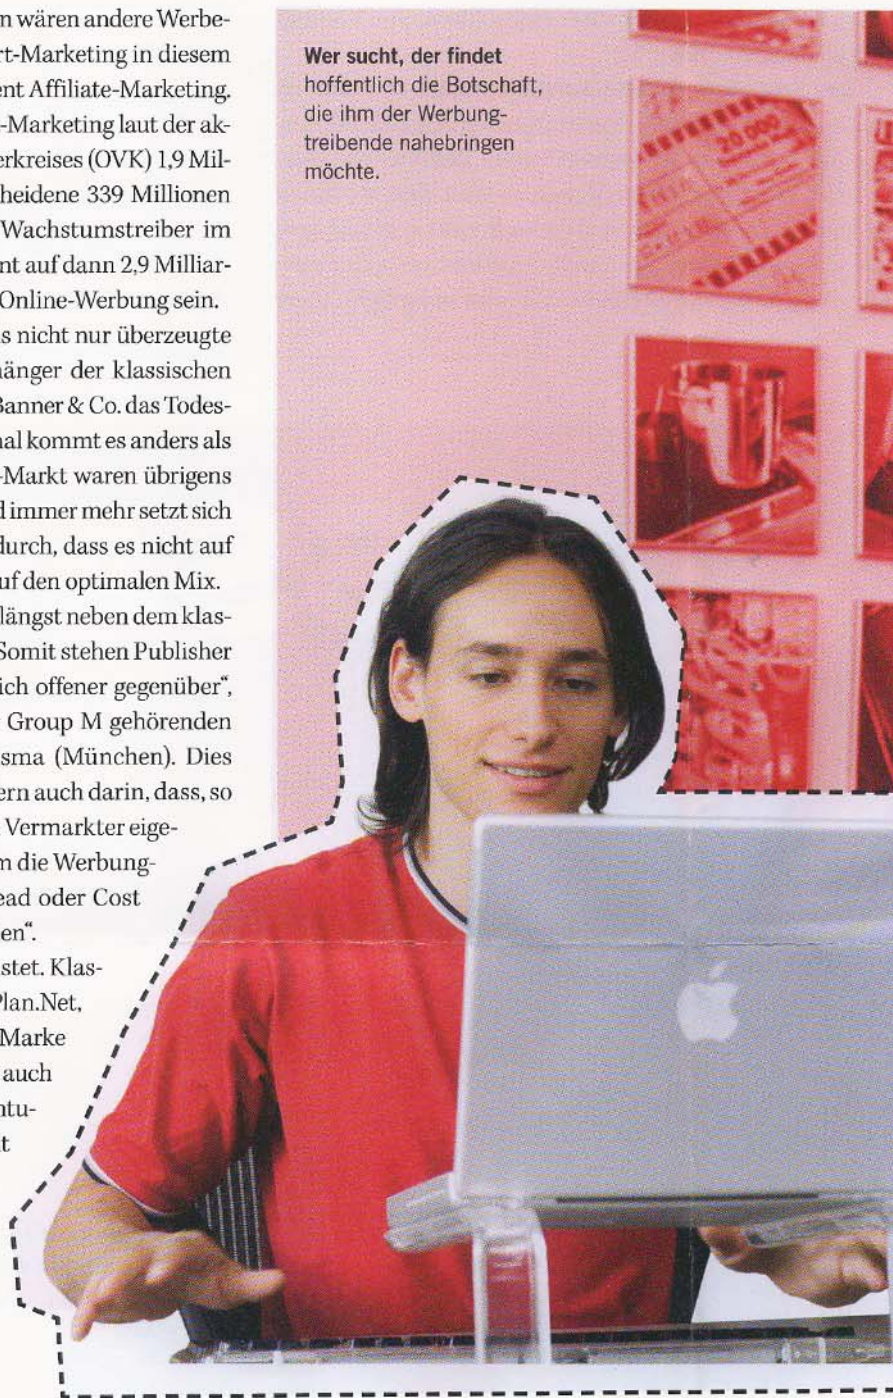 n wären andere Werbe-
rt-Marketing in diesem
ent Affiliate-Marketing.
-Marketing laut der ak-
erkreises (OVK) 1,9 Mil-
heidene 339 Millionen
Wachstumstreiber im
nt auf dann 2,9 Milliar-
Online-Werbung sein.
s nicht nur überzeugte
änger der klassischen
Banner & Co. das Todes-
nal kommt es anders als
-Markt waren übrigens
d immer mehr setzt sich
durch, dass es nicht auf
uf den optimalen Mix.
längst neben dem klas-
Somit stehen Publisher
ich offener gegenüber“,
Group M gehörenden
sma (München). Dies
ern auch darin, dass, so
Vermarkter eige-
m die Werbung-
ead oder Cost
en“.
stet. Klas-
Plan.Net,
Marke
auch
ntu-
t
Wer sucht, der findet
hoffentlich die Botschaft,
die ihm der Werbung-
treibende nahebringen
möchte.
20 000